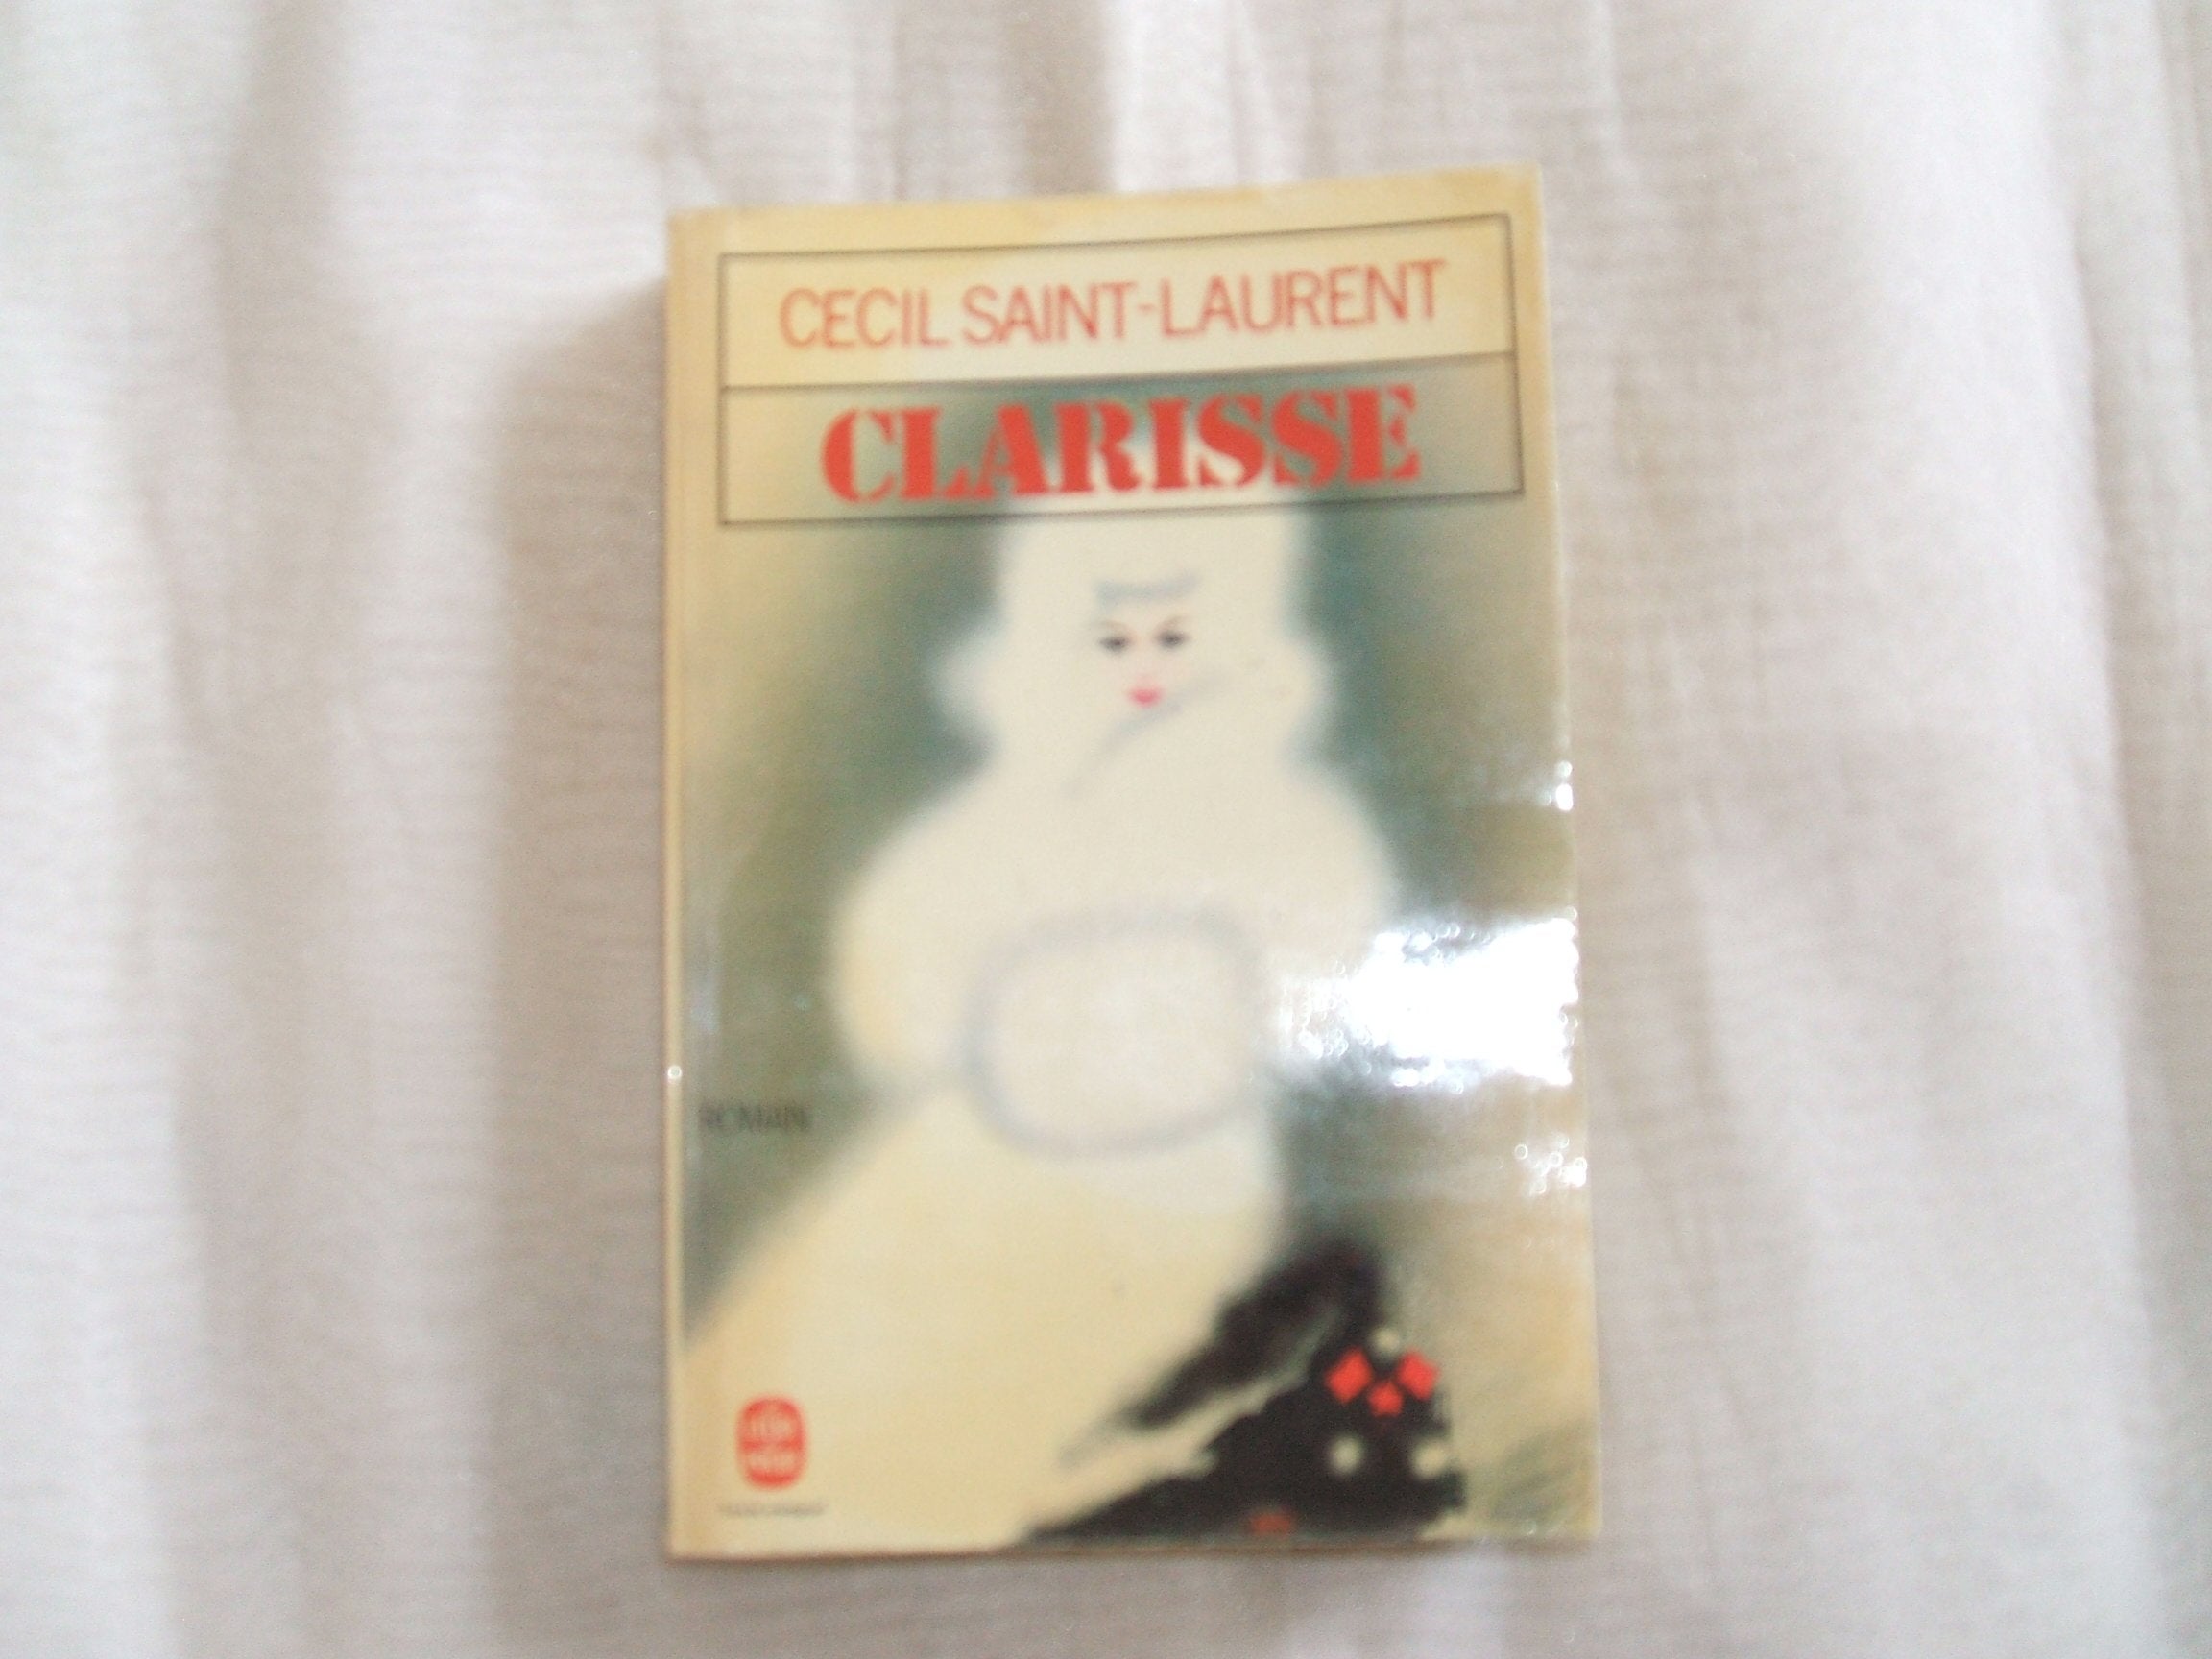 CECIL SAINT-LAURENT
CLARISSE
ROMAN